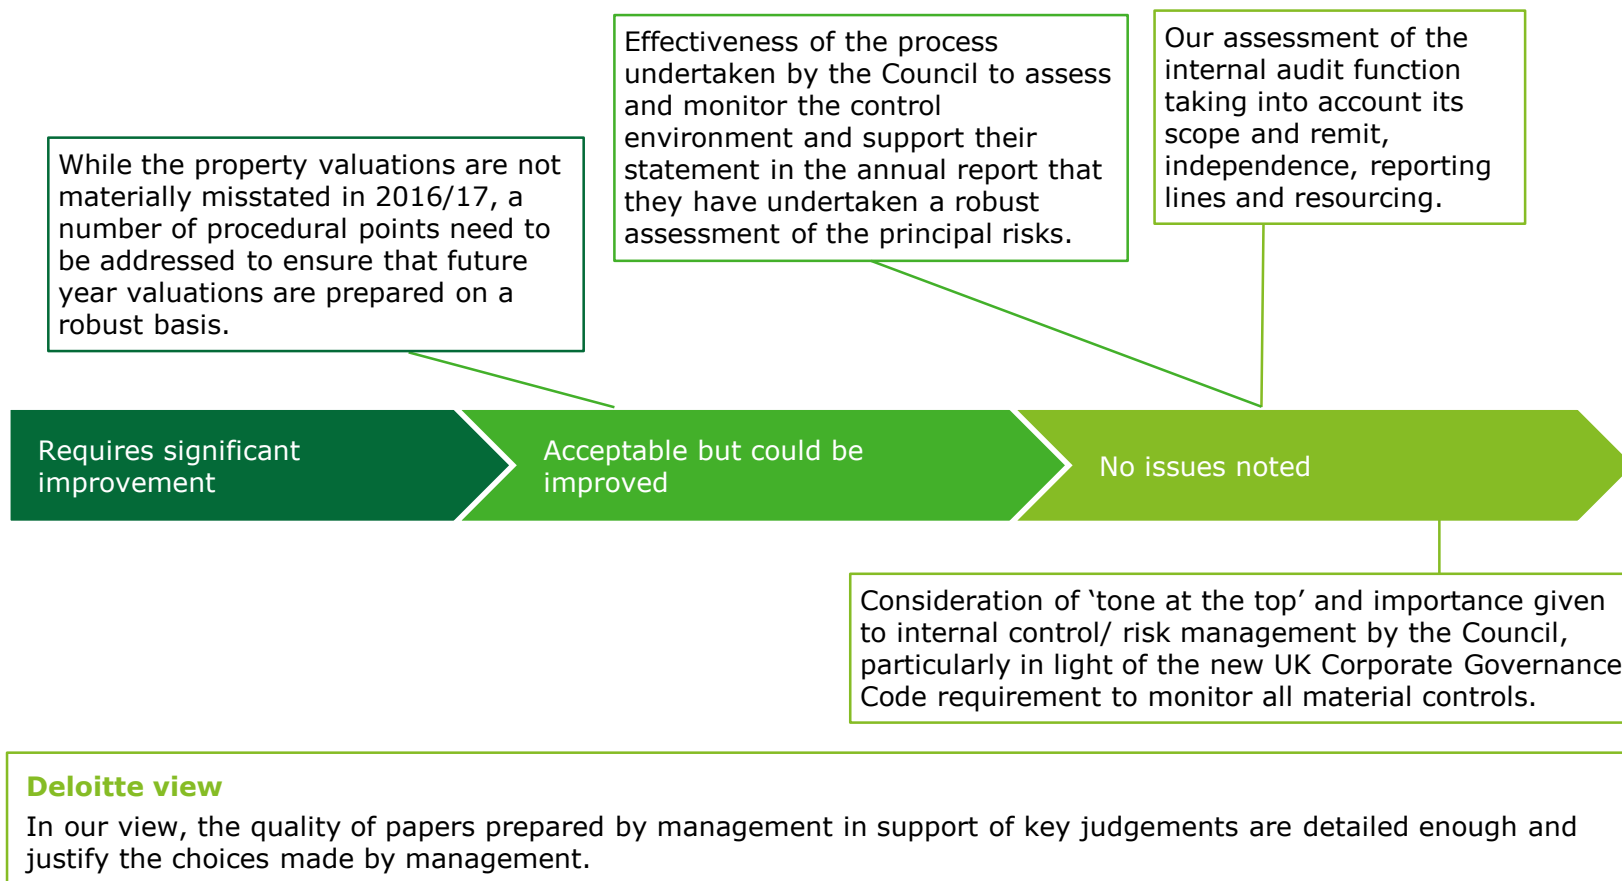 Effectiveness of the process
undertaken by the Council to assess
and monitor the control
environment and support their
statement in the annual report that
they have undertaken a robust
assessment of the principal risks.
Our assessment of the
internal audit function
taking into account its
scope and remit,
independence, reporting
lines and resourcing.
While the property valuations are not
materially misstated in 2016/17, a
number of procedural points need to
be addressed to ensure that future
year valuations are prepared on a
robust basis.
Requires significant
improvement
Acceptable but could be
improved
No issues noted
Consideration of ‘tone at the top’ and importance given
to internal control/ risk management by the Council,
particularly in light of the new UK Corporate Governance
Code requirement to monitor all material controls.
Deloitte view
In our view, the quality of papers prepared by management in support of key judgements are detailed enough and
justify the choices made by management.